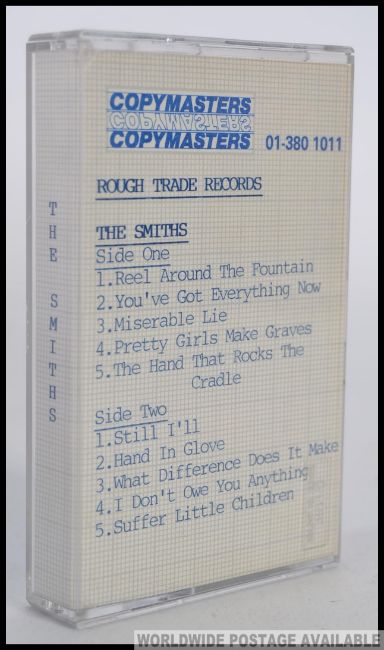 COPYMASTERS
COPYMASTERS
COPYMASTERS
01-380 1011
ROUGH TRADE RECORDS
THE SMITHS
Side One
1.Reel Around The Fountain
2.You've Got Everything Now
3.Miserable Lie
4.Pretty Girls Make Graves
5.The Hand That Rocks The
Cradle
Side Two
1.Still I'll
2.Hand In Glove
3.What Difference Does It Make
4.I Don't Owe You Anything
5.Suffer Little Children
THE SMITHS
WORLDWIDE POSTAGE AVAILABLE